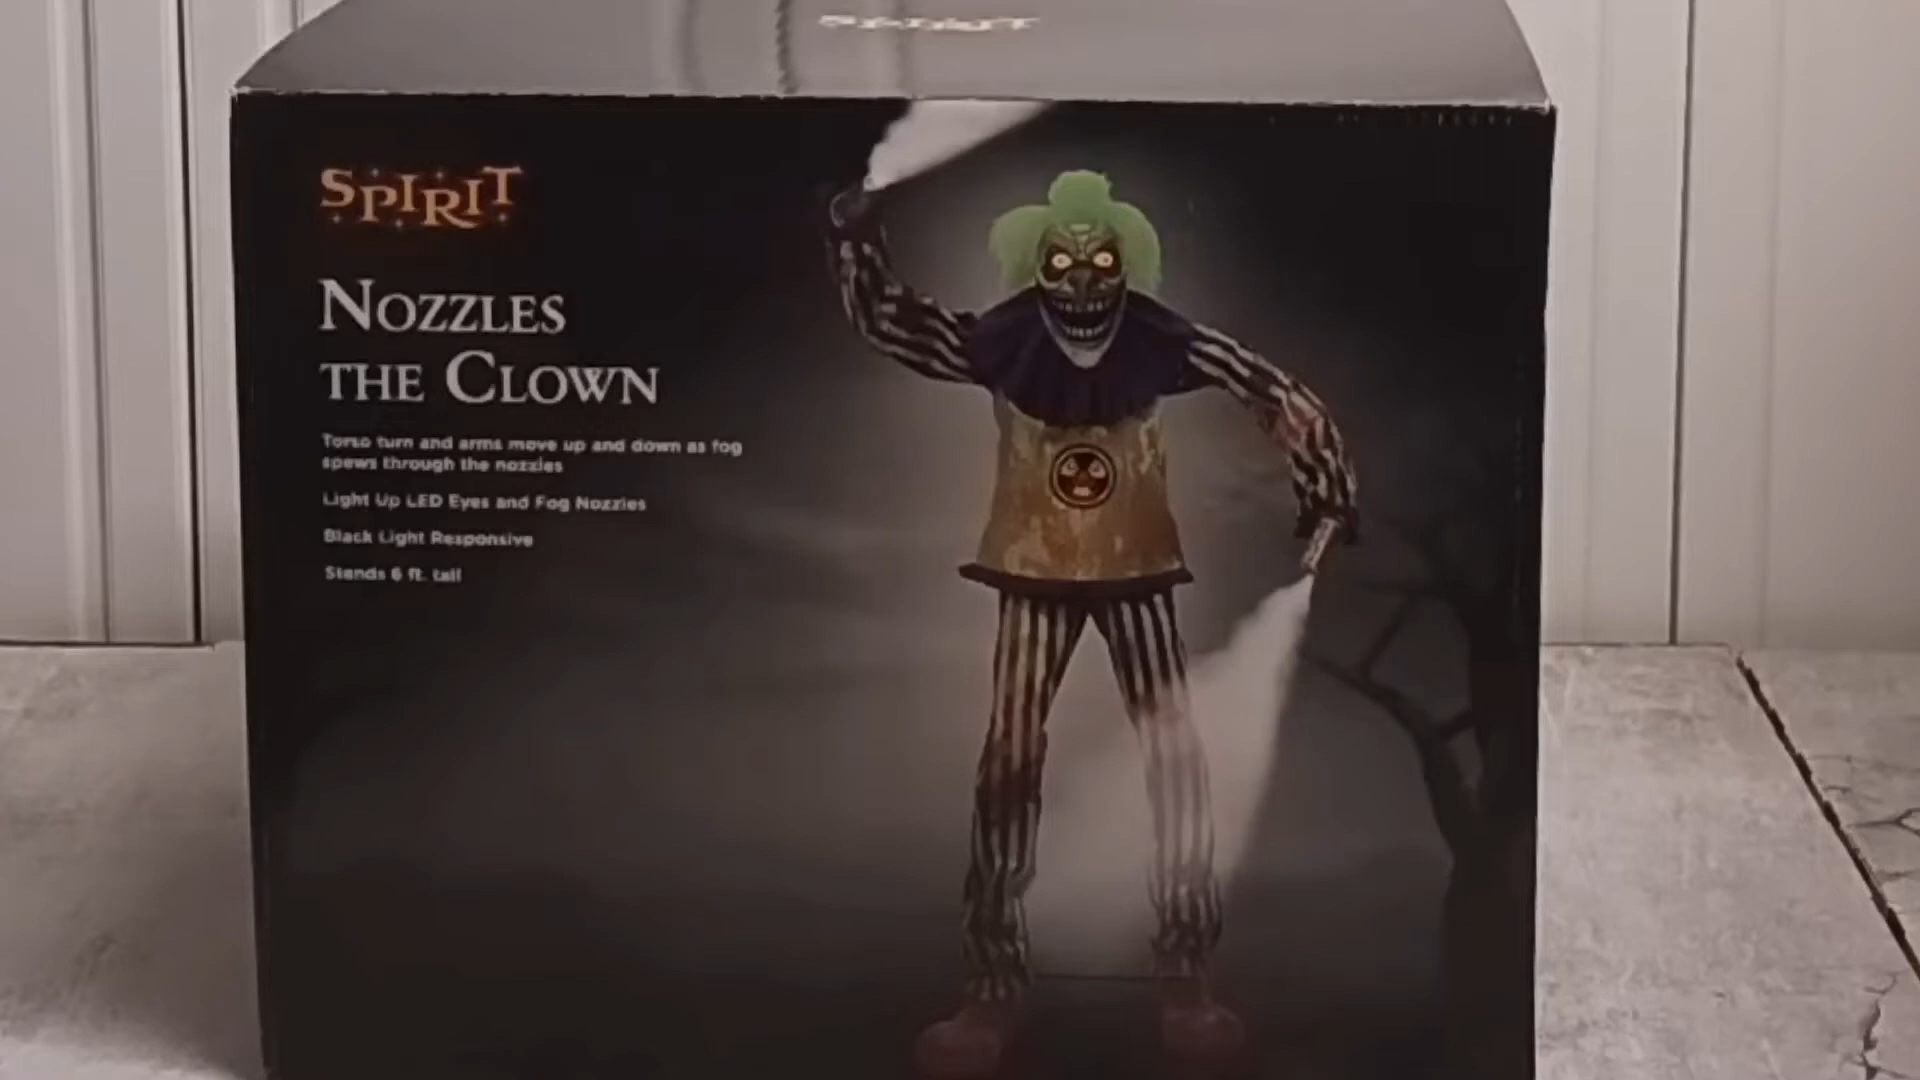 SPIRIT
SPIRIT
NOZZLES
THE CLOWN
Torso turn and arms move up and down as fog
spews through the nozzles
Light Up LED Eyes and Fog Nozzles
Black Light Responsive
Stands 6 ft. tall